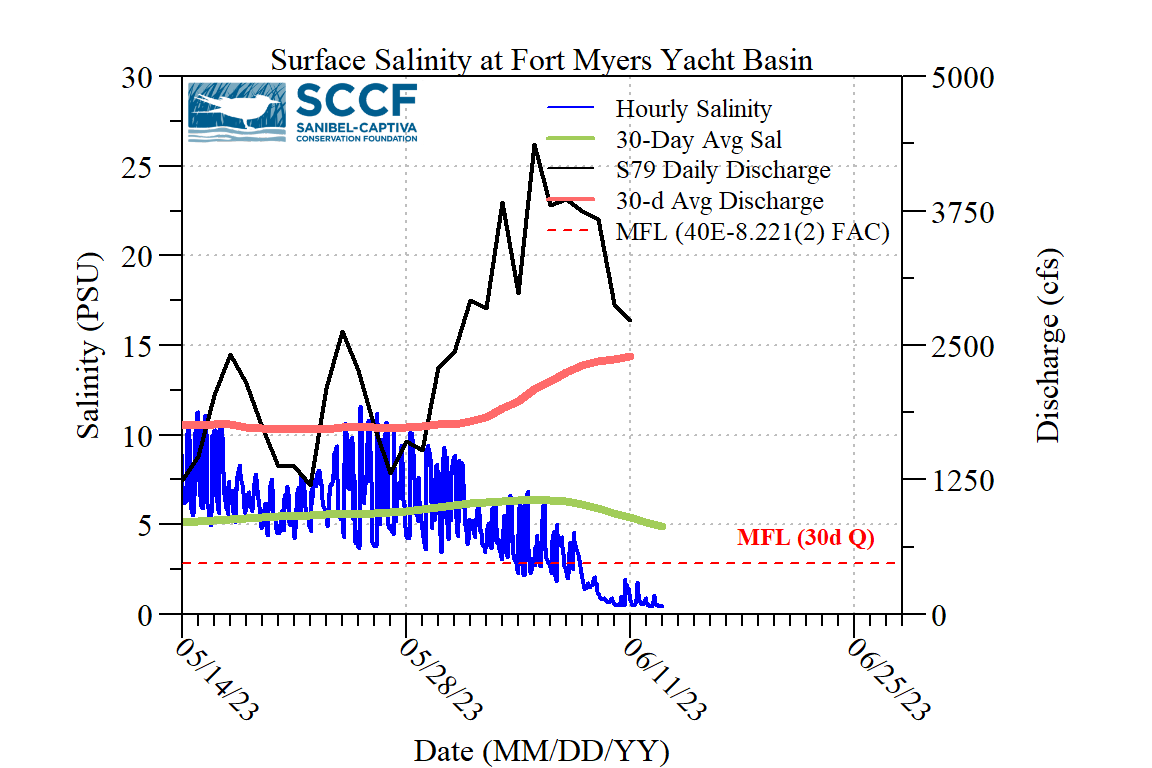 Surface Salinity at Fort Myers Yacht Basin
SCCF
SANIBEL-CAPTIVA
CONSERVATION FOUNDATION
Hourly Salinity
30-Day Avg Sal
S79 Daily Discharge
30-d Avg Discharge
MFL (40E-8.221(2) FAC)
30
25
20
15
10
5
0
Salinity (PSU)
5000
3750
2500
1250
0
Discharge (cfs)
MFL (30d Q)
05/14/23
05/28/23
06/11/23
06/25/23
Date (MM/DD/YY)